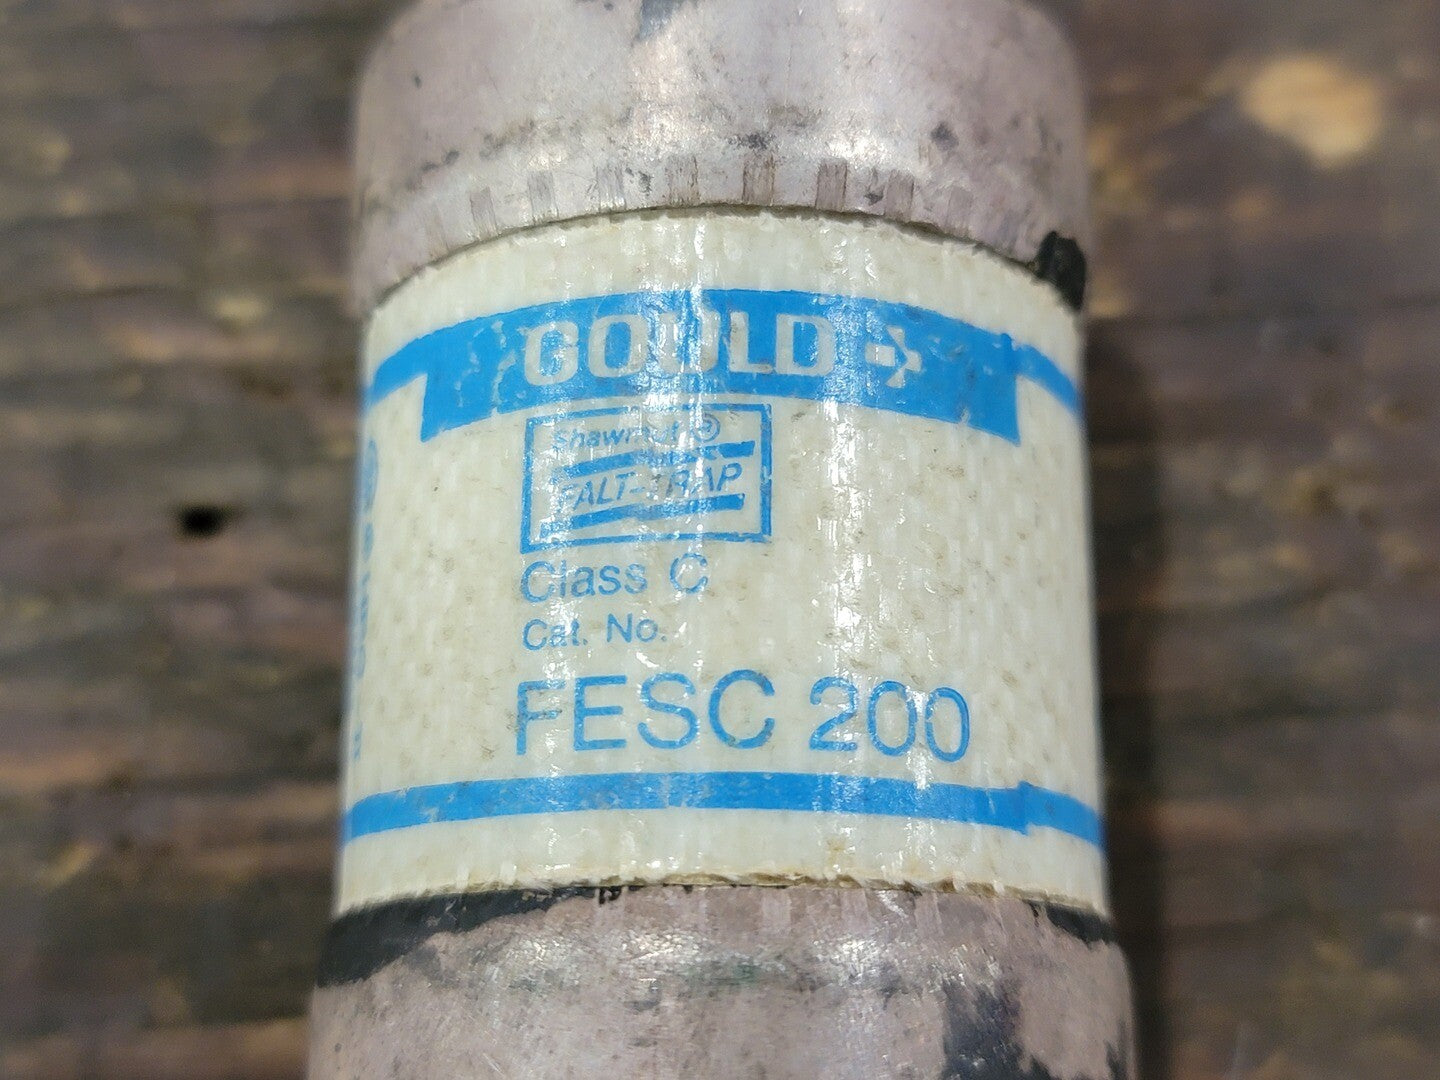 GOULD
Shawmut ®
FALT-TRAP
Class C
Cat. No.
FESC 200